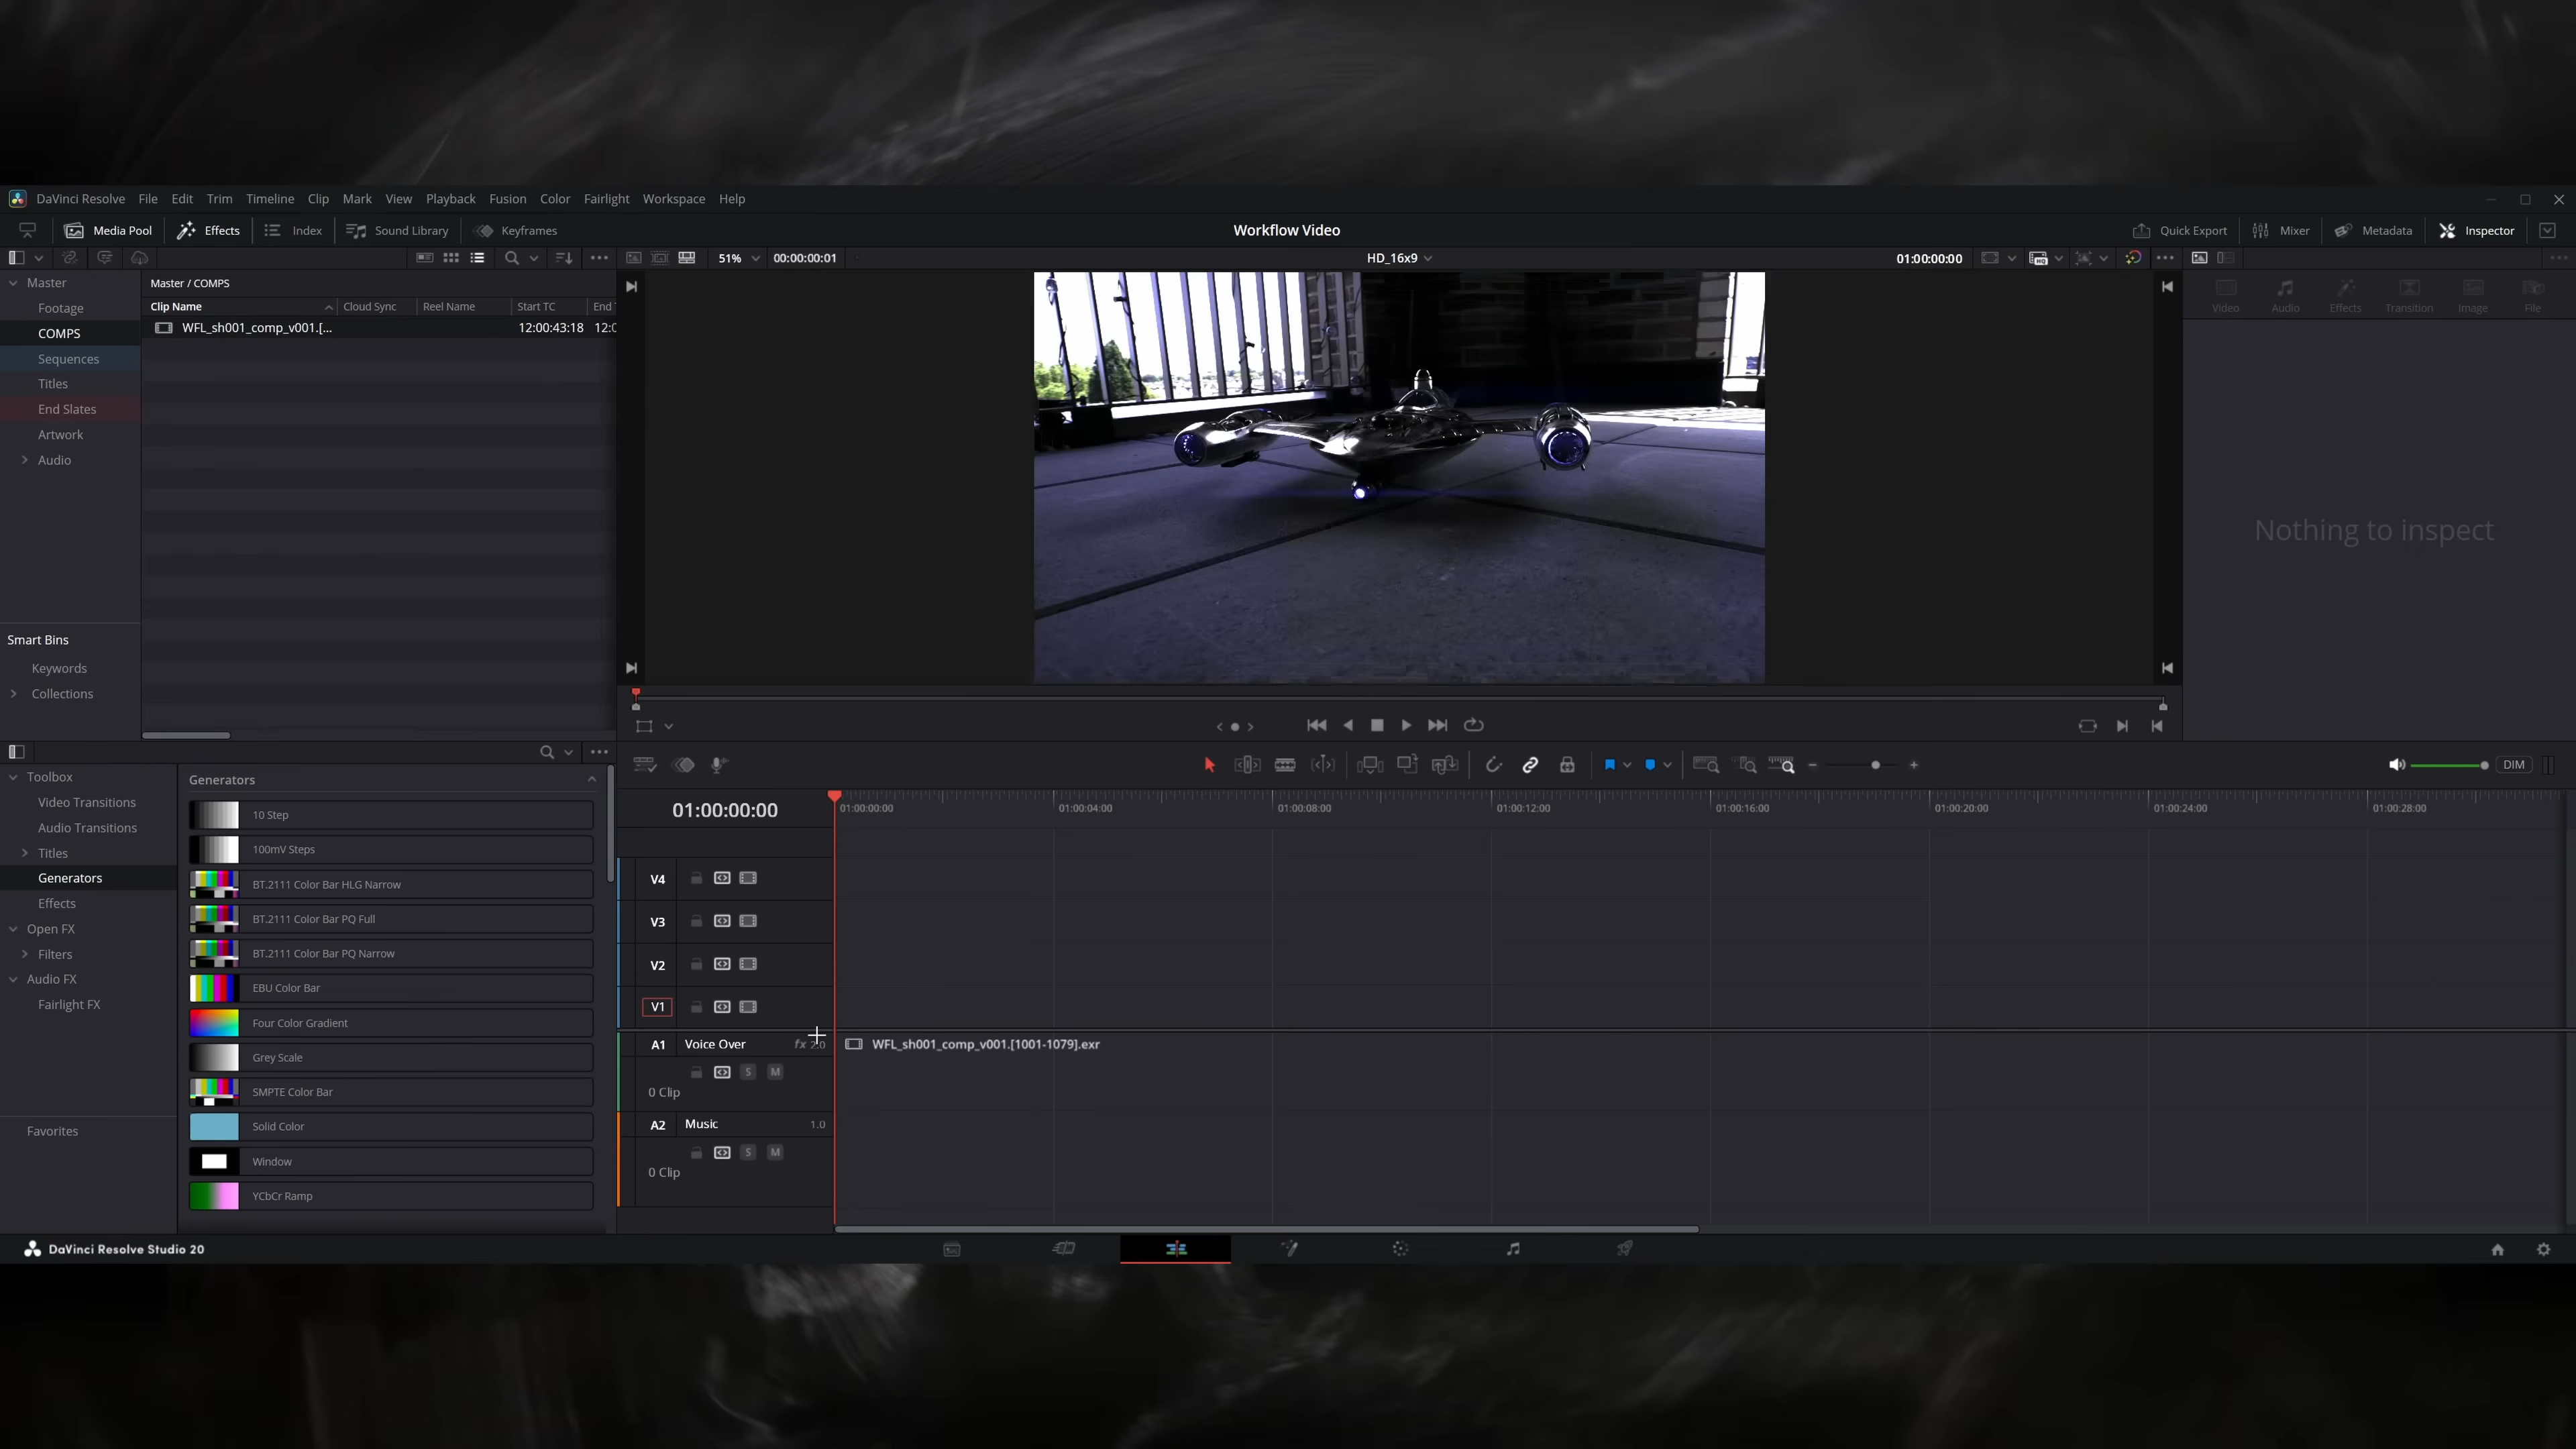 DaVinci Resolve File Edit Trim Timeline Clip Mark View Playback Fusion Color Fairlight Workspace Help
Media Pool Effects Index Sound Library Keyframes Workflow Video Quick Export Mixer Metadata Inspector
51% 00:00:00:01 HD_16x9 01:00:00:00
Master
Footage
COMPS
Sequences
Titles
End Slates
Artwork
Audio
Smart Bins
Keywords
Collections
Master / COMPS
Clip Name Cloud Sync Reel Name Start TC End
WFL_sh001_comp_v001.[... 12:00:43:18 12:0
Video Audio Effects Transition Image File
Nothing to inspect
Toolbox
Video Transitions
Audio Transitions
Titles
Generators
Effects
Open FX
Filters
Audio FX
Fairlight FX
Favorites
Generators
10 Step
100mV Steps
BT.2111 Color Bar HLG Narrow
BT.2111 Color Bar PQ Full
BT.2111 Color Bar PQ Narrow
EBU Color Bar
Four Color Gradient
Grey Scale
SMPTE Color Bar
Solid Color
Window
YCbCr Ramp
DIM
01:00:00:00 01:00:00:00 01:00:04:00 01:00:08:00 01:00:12:00 01:00:16:00 01:00:20:00 01:00:24:00 01:00:28:00
V4
V3
V2
V1
A1 Voice Over fx 2.0 WFL_sh001_comp_v001.[1001-1079].exr
S M
0 Clip
A2 Music 1.0
S M
0 Clip
DaVinci Resolve Studio 20